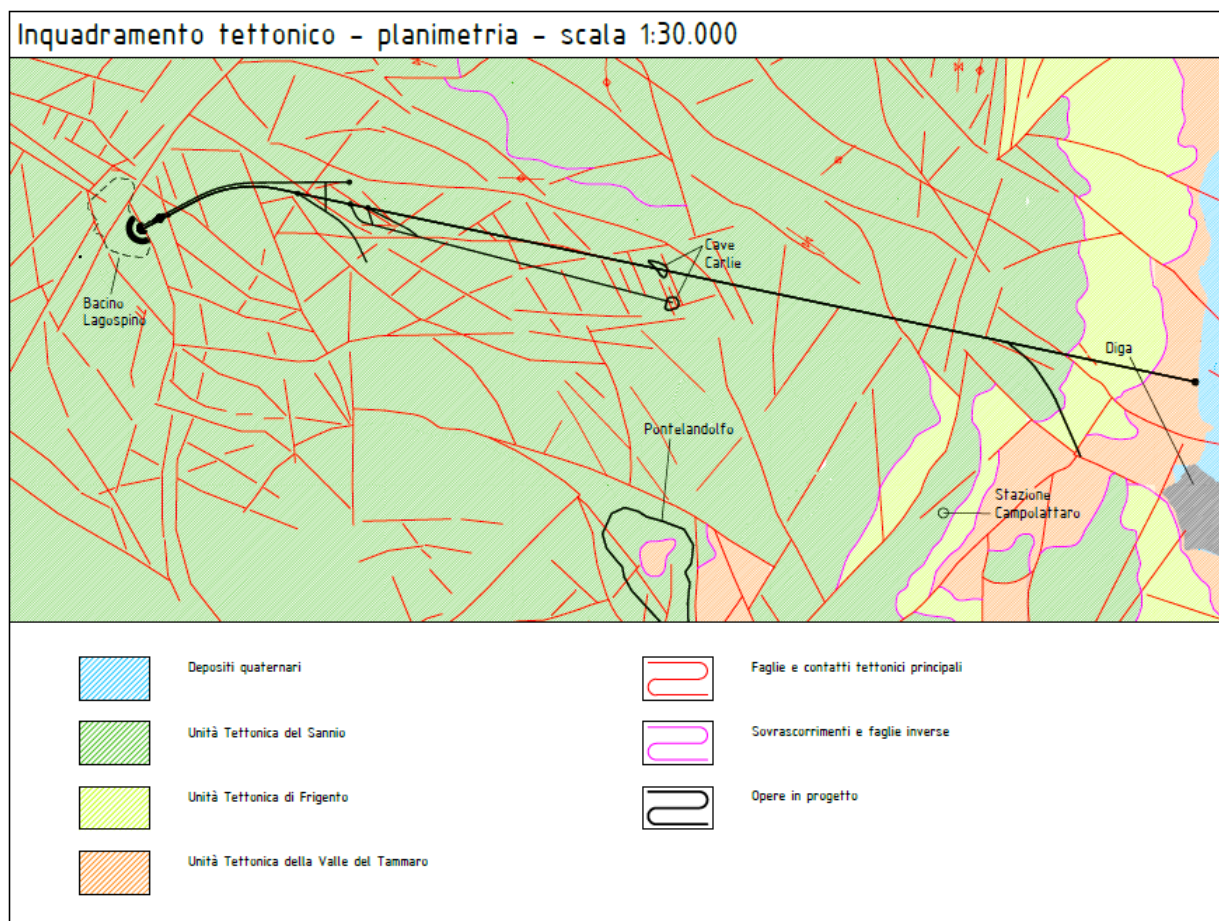 Inquadramento tettonico - planimetria - scala 1:30.000
Cave
Carlie
Bacino
Lagospino
Diga
Pontelandolfo
Stazione
Campolattaro
Depositi quaternari
Faglie e contatti tettonici principali
Unità Tettonica del Sannio
Sovrascorrimenti e faglie inverse
Unità Tettonica di Frigento
Opere in progetto
Unità Tettonica della Valle del Tammaro